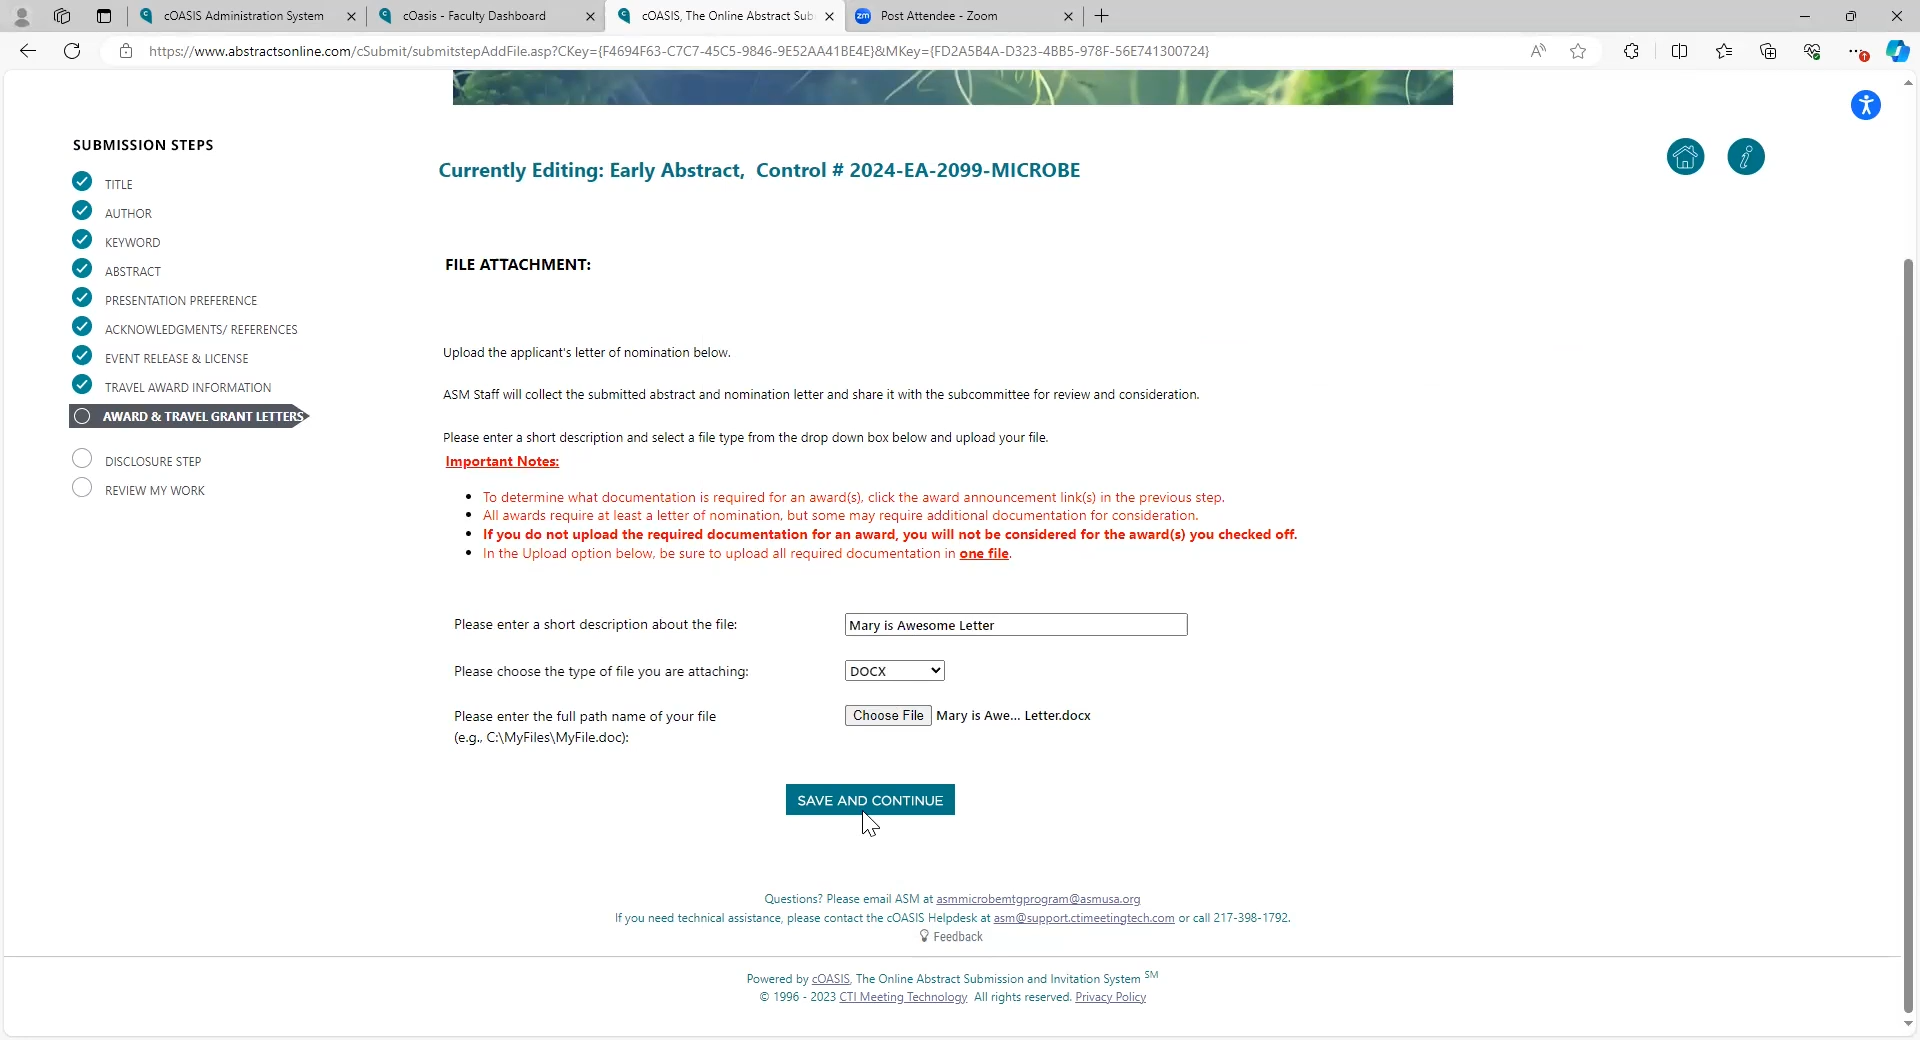 cOASIS Administration System
cOasis - Faculty Dashboard
cOASIS, The Online Abstract Sub
zm
Post Attendee - Zoom
https://www.abstractsonline.com/cSubmit/submitstepAddFile.asp?CKey={F4694F63-C7C7-45C5-9846-9E52AA41BE4E}&MKey={FD2A5B4A-D323-4BB5-978F-56E741300724}
SUBMISSION STEPS
TITLE
AUTHOR
KEYWORD
ABSTRACT
PRESENTATION PREFERENCE
ACKNOWLEDGMENTS/ REFERENCES
EVENT RELEASE & LICENSE
TRAVEL AWARD INFORMATION
AWARD & TRAVEL GRANT LETTERS
DISCLOSURE STEP
REVIEW MY WORK
Currently Editing: Early Abstract, Control # 2024-EA-2099-MICROBE
FILE ATTACHMENT:
Upload the applicant's letter of nomination below.
ASM Staff will collect the submitted abstract and nomination letter and share it with the subcommittee for review and consideration.
Please enter a short description and select a file type from the drop down box below and upload your file.
Important Notes:
• To determine what documentation is required for an award(s), click the award announcement link(s) in the previous step.
• All awards require at least a letter of nomination, but some may require additional documentation for consideration.
• If you do not upload the required documentation for an award, you will not be considered for the award(s) you checked off.
• In the Upload option below, be sure to upload all required documentation in one file.
Please enter a short description about the file: Mary is Awesome Letter
Please choose the type of file you are attaching: DOCX
Please enter the full path name of your file Choose File Mary is Awe... Letter.docx
(e.g., C:\MyFiles\MyFile.doc):
SAVE AND CONTINUE
Questions? Please email ASM at asmmicrobemtgprogram@asmusa.org
If you need technical assistance, please contact the cOASIS Helpdesk at asm@support.ctimeetingtech.com or call 217-398-1792.
Feedback
Powered by cOASIS, The Online Abstract Submission and Invitation System SM
© 1996 - 2023 CTI Meeting Technology All rights reserved. Privacy Policy